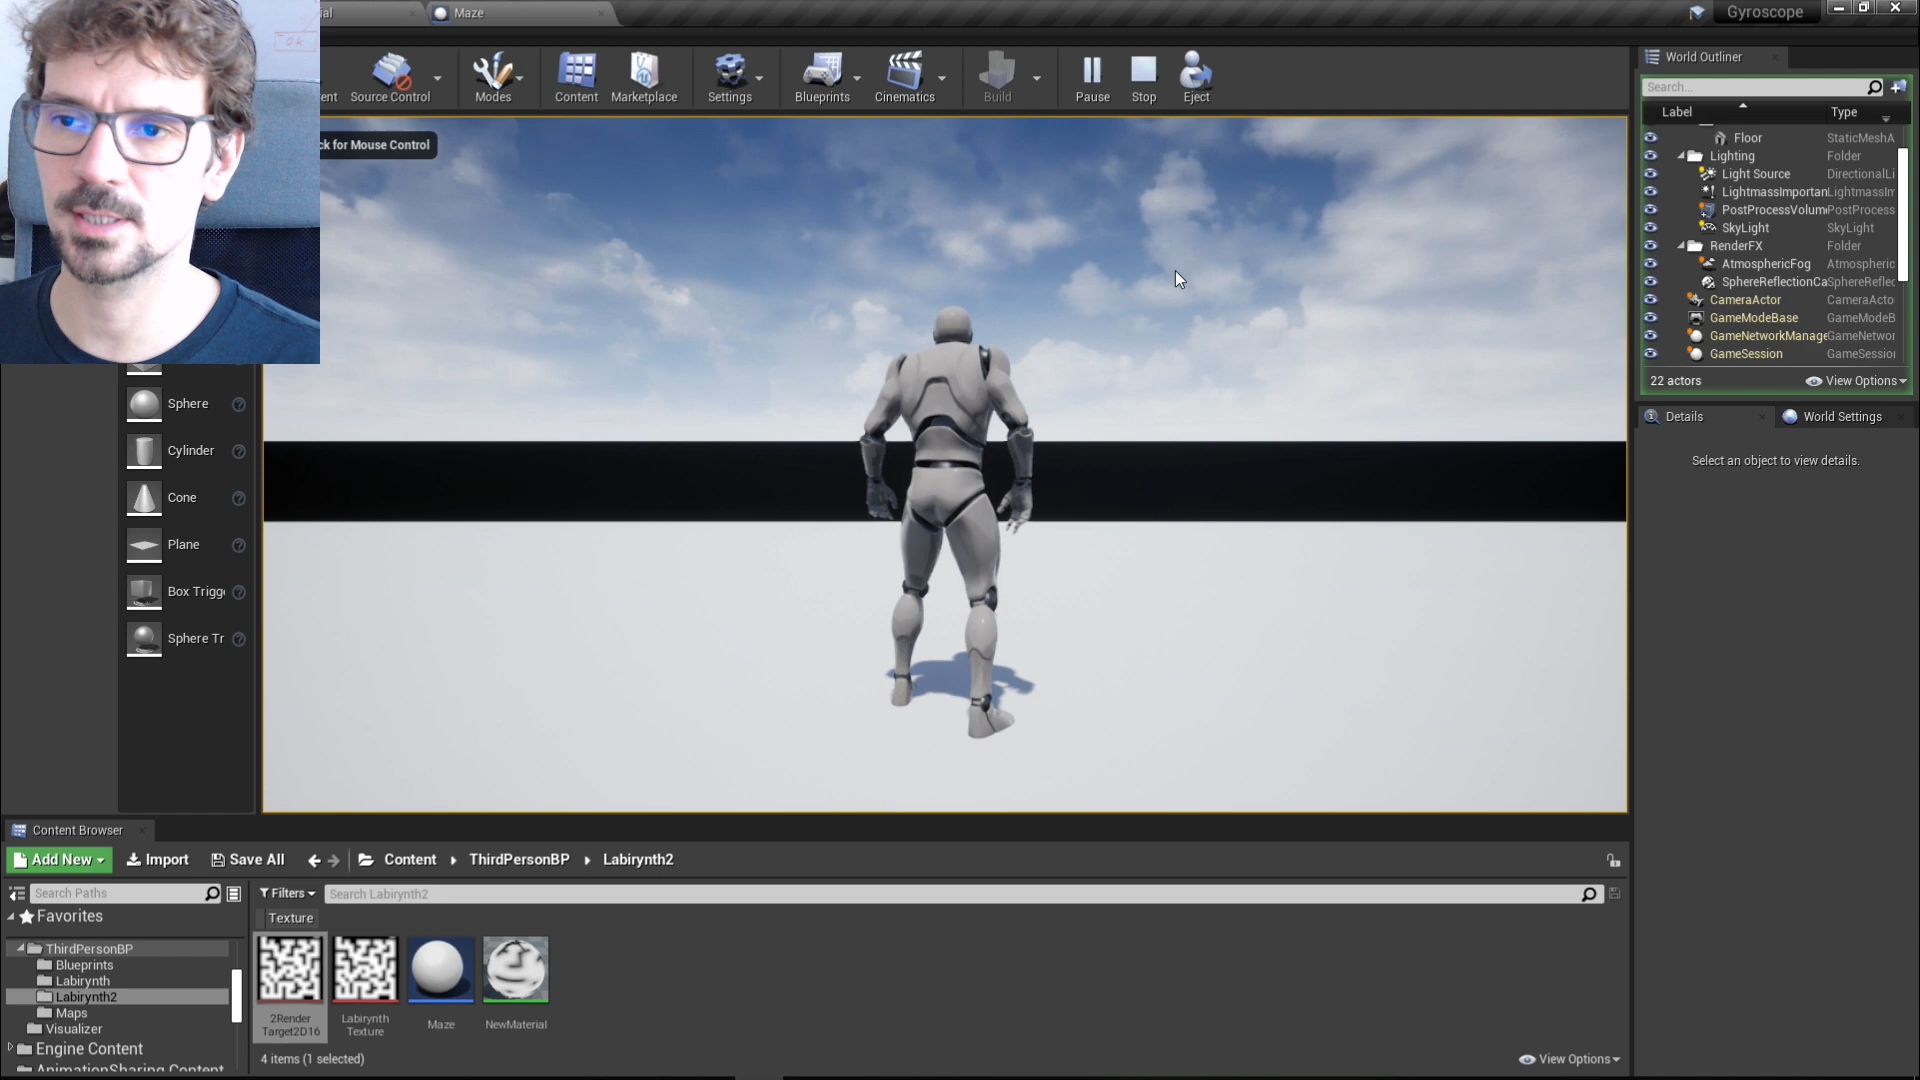 ial
Maze
Gyroscope
ent
Source Control
Modes
Content
Marketplace
Settings
Blueprints
Cinematics
Build
Pause
Stop
Eject
World Outliner
Search...
Label
Type
ck for Mouse Control
Floor
StaticMeshA
Lighting
Folder
Light Source
DirectionalLi
LightmassImportan
LightmassIm
PostProcessVolum
PostProcess
SkyLight
SkyLight
RenderFX
Folder
AtmosphericFog
Atmospheric
SphereReflectionCa
SphereReflec
CameraActor
CameraActo
GameModeBase
GameModeB
GameNetworkManage
GameNetwor
GameSession
GameSession
22 actors
View Options
Details
World Settings
Select an object to view details.
Sphere
Cylinder
Cone
Plane
Box Trigg
Sphere Tr
Content Browser
Add New
Import
Save All
Content
ThirdPersonBP
Labirynth2
Search Paths
Filters
Search Labirynth2
Favorites
Texture
ThirdPersonBP
Blueprints
Labirynth
Labirynth2
Maps
Visualizer
Engine Content
AnimationSharing Content
2Render
Target2D16
Labirynth
Texture
Maze
NewMaterial
4 items (1 selected)
View Options